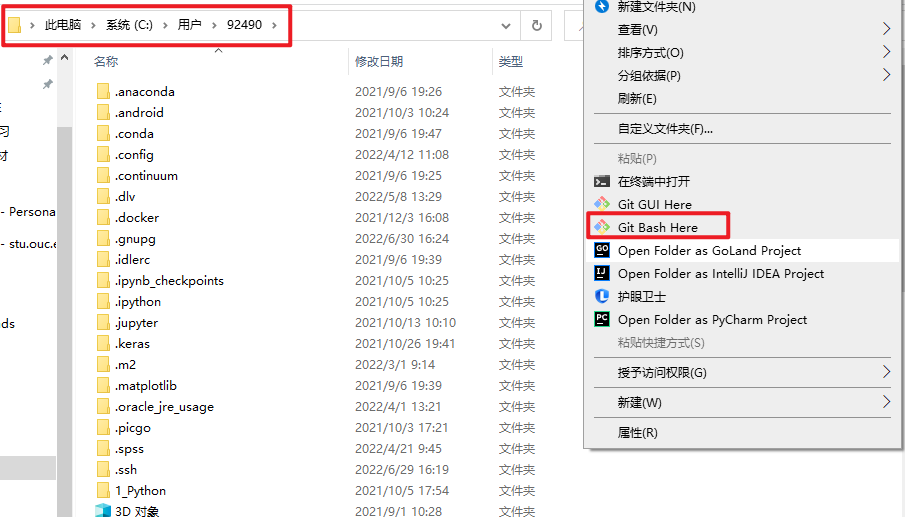 此电脑 > 系统 (C:) > 用户 > 92490 >
名称 修改日期 类型
.anaconda 2021/9/6 19:26 文件夹
.android 2021/10/3 10:24 文件夹
.conda 2021/9/6 19:47 文件夹
.config 2022/4/12 11:08 文件夹
.continuum 2021/9/6 19:25 文件夹
.dlv 2022/5/8 13:29 文件夹
.docker 2021/12/3 16:08 文件夹
.gnupg 2022/6/30 16:24 文件夹
.idlerc 2021/9/6 19:39 文件夹
.ipynb_checkpoints 2021/10/5 10:25 文件夹
.ipython 2021/10/5 10:25 文件夹
.jupyter 2021/10/13 10:10 文件夹
.keras 2021/10/26 19:41 文件夹
.m2 2022/3/1 9:14 文件夹
.matplotlib 2021/9/6 19:39 文件夹
.oracle_jre_usage 2022/4/1 13:21 文件夹
.picgo 2021/10/3 17:21 文件夹
.spss 2022/4/21 9:45 文件夹
.ssh 2022/6/29 16:19 文件夹
1_Python 2021/10/5 17:54 文件夹
3D 对象 2021/9/1 10:28 文件夹
习
材
- Persona
- stu.ouc.e
ds
新建文件夹(N)
查看(V)
排序方式(O)
分组依据(P)
刷新(E)
自定义文件夹(F)...
粘贴(P)
在终端中打开
Git GUI Here
Git Bash Here
Open Folder as GoLand Project
Open Folder as IntelliJ IDEA Project
护眼卫士
Open Folder as PyCharm Project
粘贴快捷方式(S)
授予访问权限(G)
新建(W)
属性(R)